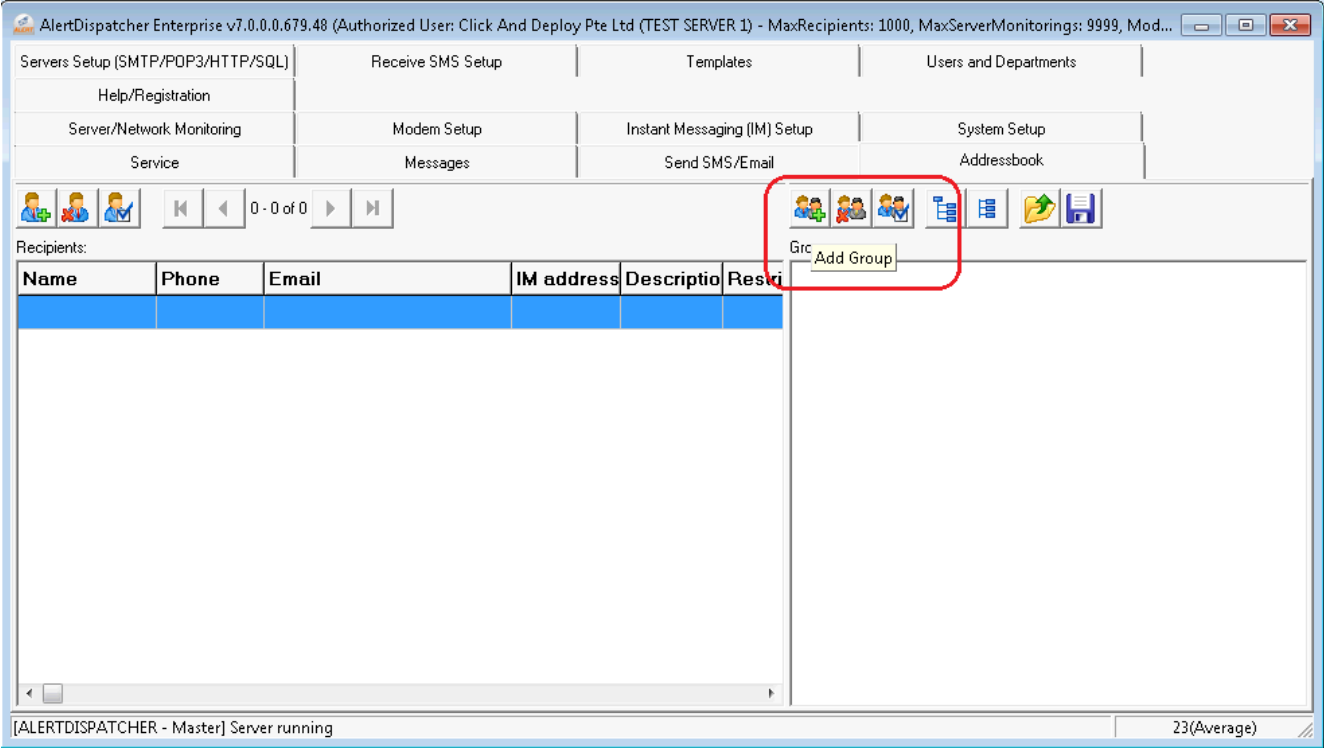 AlertDispatcher Enterprise v7.0.0.0.679.48 (Authorized User: Click And Deploy Pte Ltd (TEST SERVER 1) - MaxRecipients: 1000, MaxServerMonitorings: 9999, Mod...
Servers Setup (SMTP/POP3/HTTP/SQL) Receive SMS Setup Templates Users and Departments
Help/Registration
Server/Network Monitoring Modem Setup Instant Messaging (IM) Setup System Setup
Service Messages Send SMS/Email Addressbook
0 - 0 of 0
Recipients: Gro
Add Group
Name Phone Email IM address Descriptio Restri
[ALERTDISPATCHER - Master] Server running 23(Average)